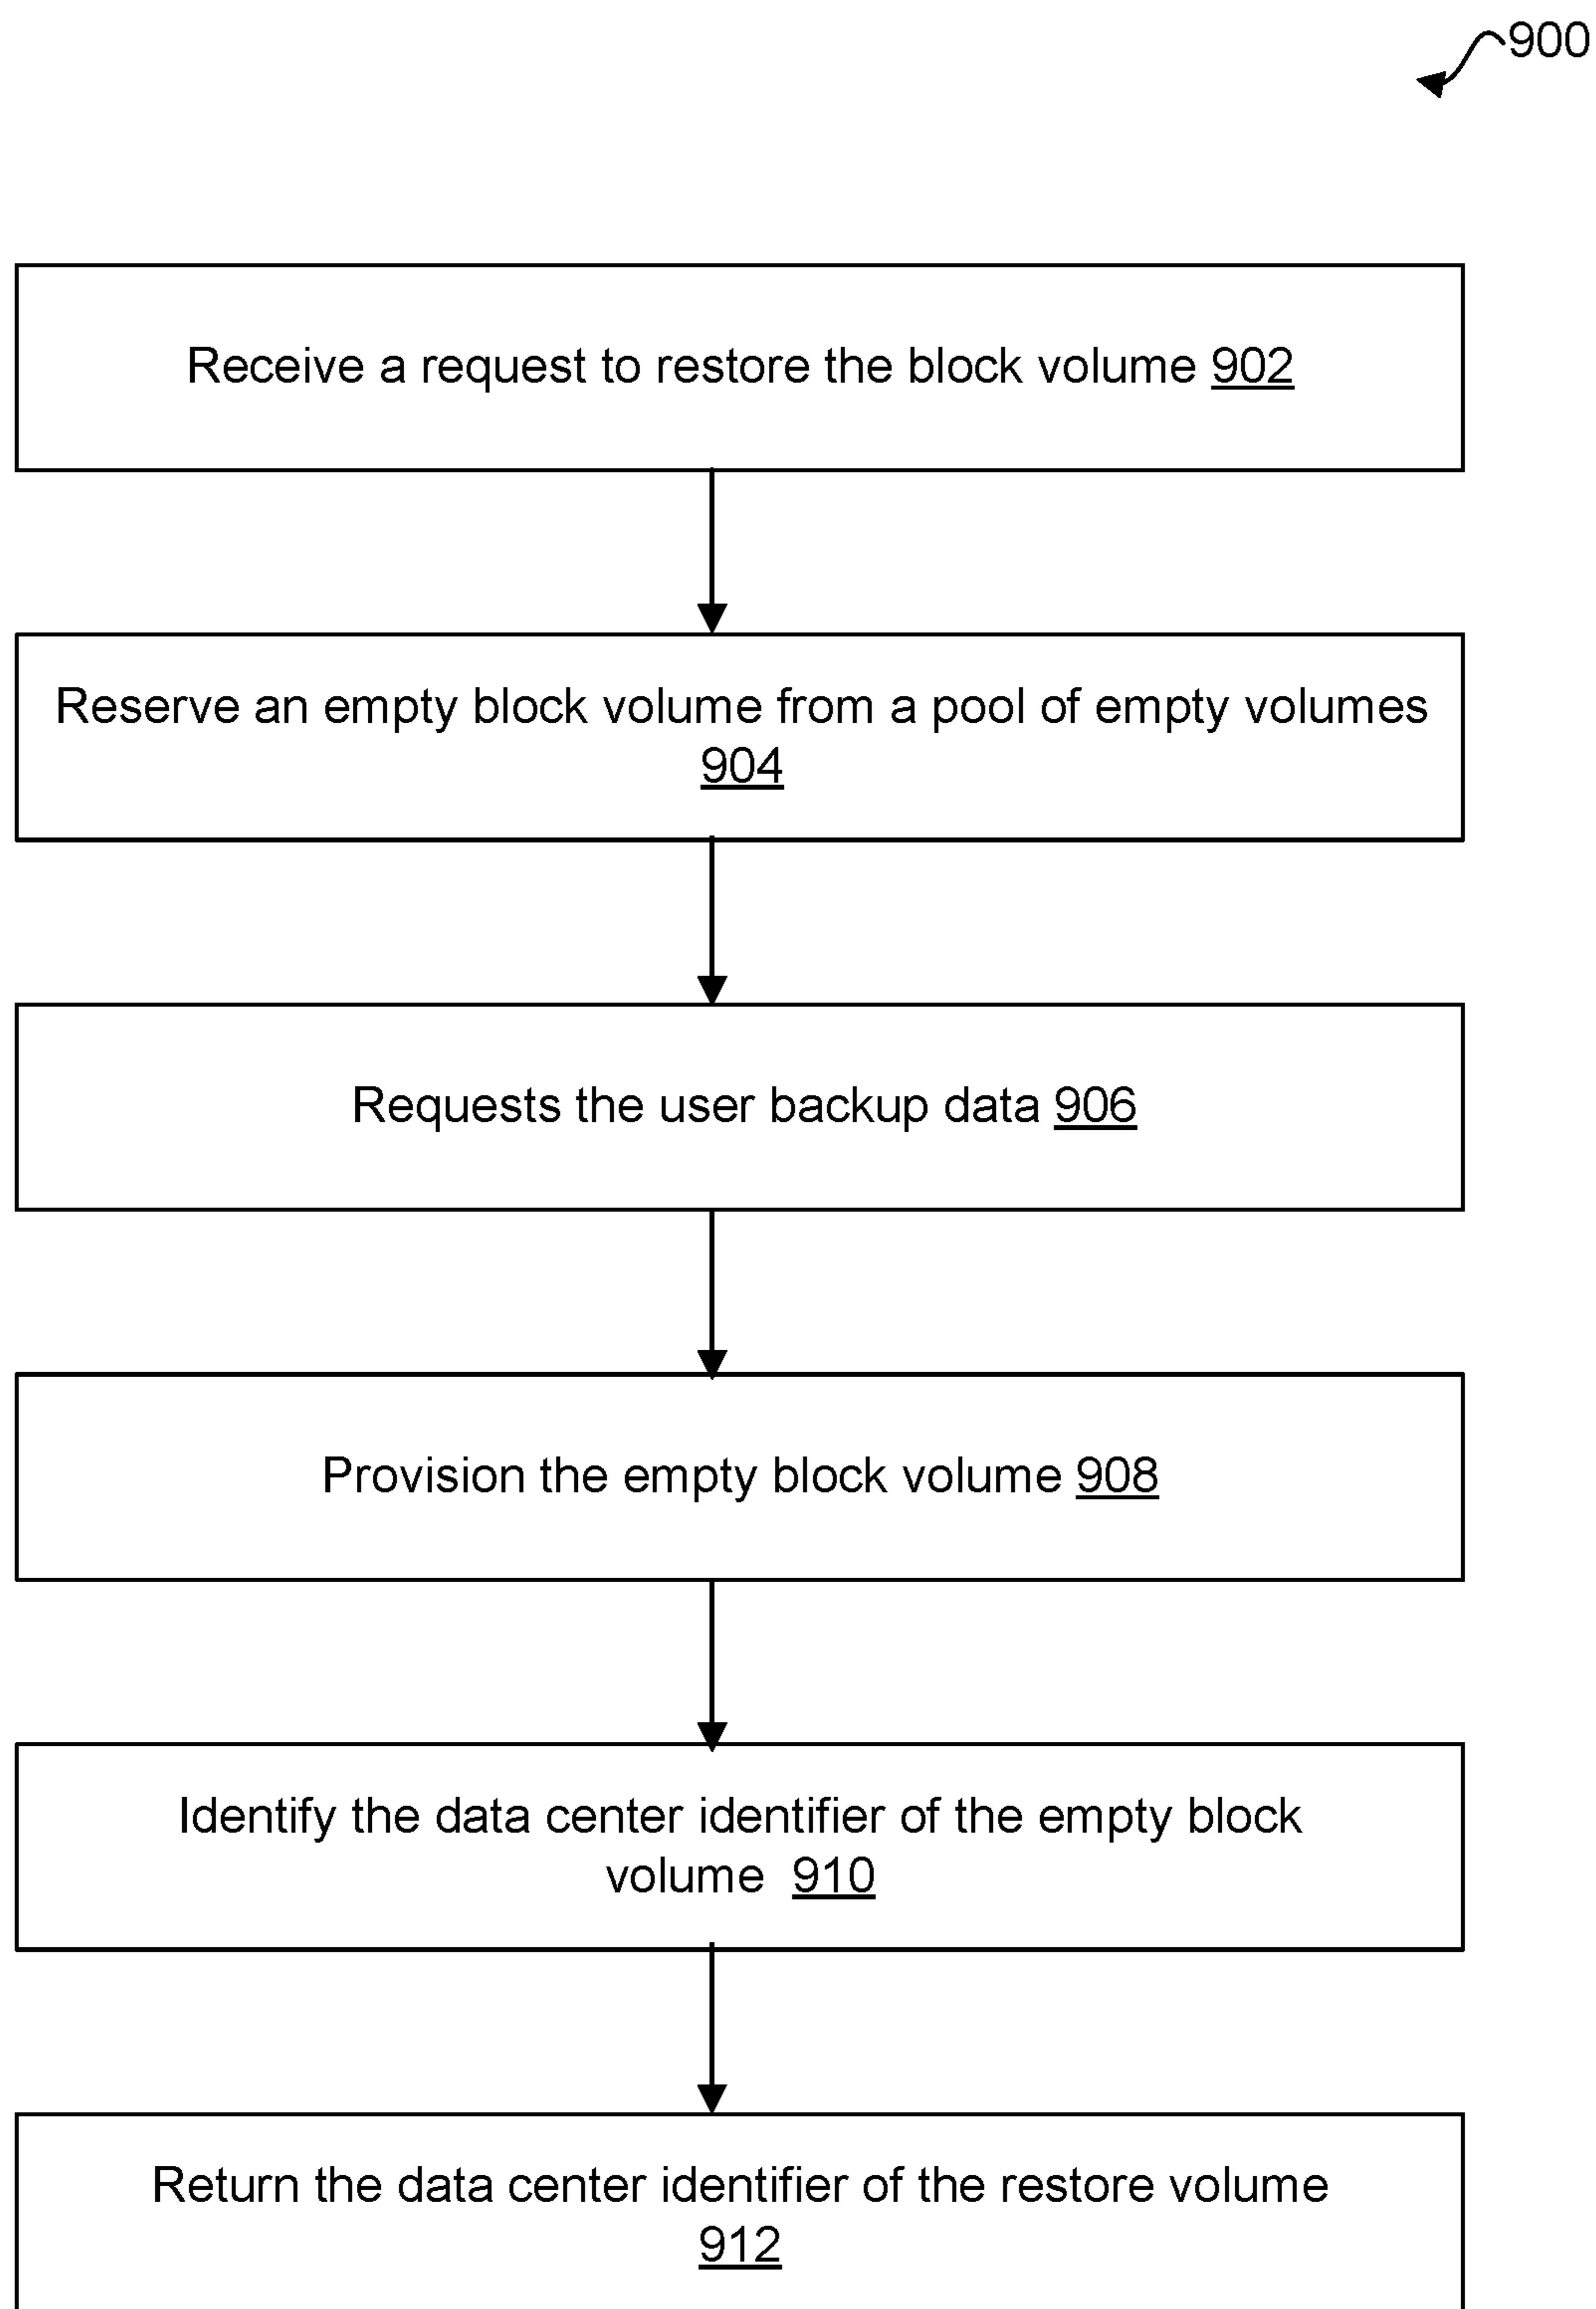 900
Receive a request to restore the block volume 902
Reserve an empty block volume from a pool of empty volumes
904
Requests the user backup data 906
Provision the empty block volume 908
Identify the data center identifier of the empty block
volume 910
Return the data center identifier of the restore volume
912